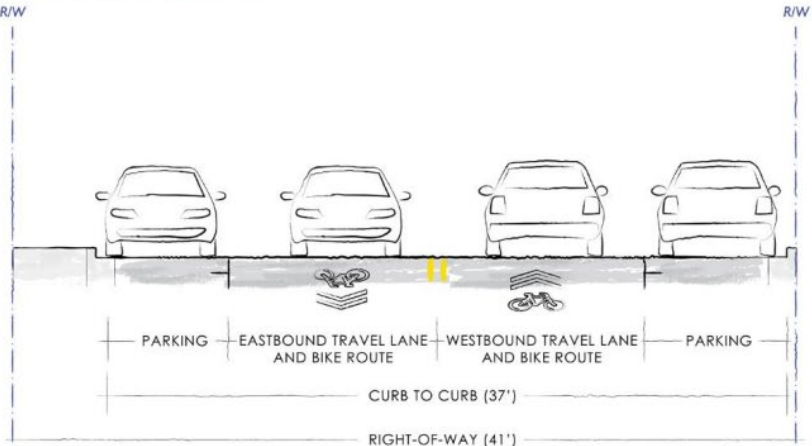 R/W
R/W
PARKING
EASTBOUND TRAVEL LANE
AND BIKE ROUTE
WESTBOUND TRAVEL LANE
AND BIKE ROUTE
PARKING
CURB TO CURB (37')
RIGHT-OF-WAY (41')